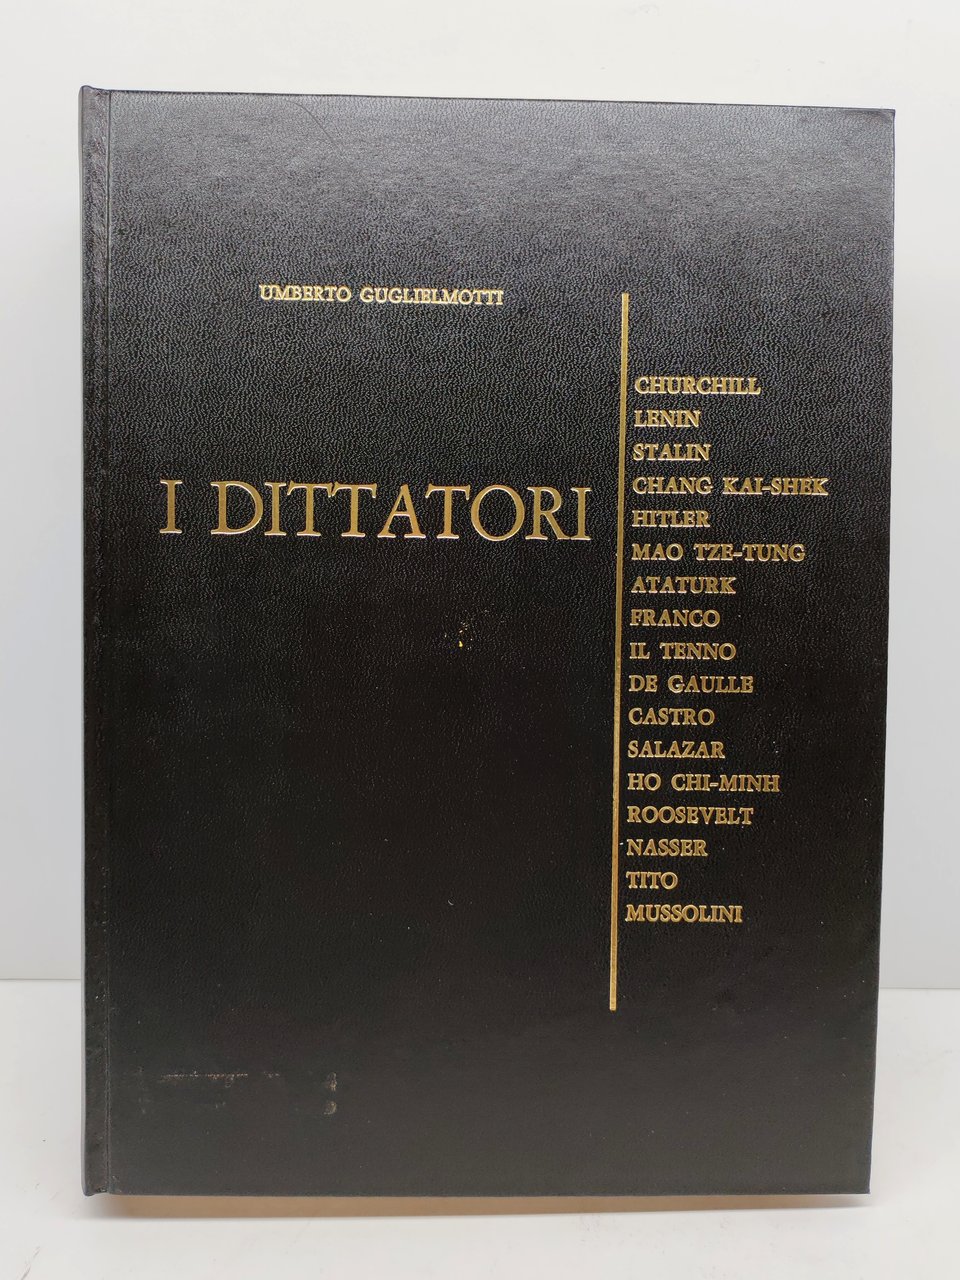 UMBERTO GUGLIELMOTTI
I DITTATORI
CHURCHILL
LENIN
STALIN
CHANG KAI-SHEK
HITLER
MAO TZE-TUNG
ATATURK
FRANCO
IL TENNO
DE GAULLE
CASTRO
SALAZAR
HO CHI-MINH
ROOSEVELT
NASSER
TITO
MUSSOLINI